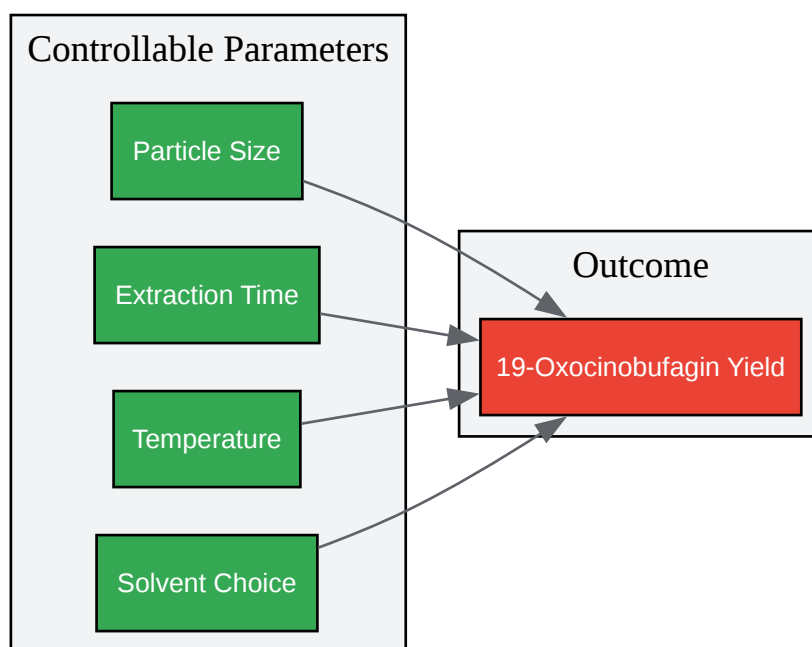 Controllable Parameters
Particle Size
Extraction Time
Temperature
Solvent Choice
Outcome
19-Oxocinobufagin Yield